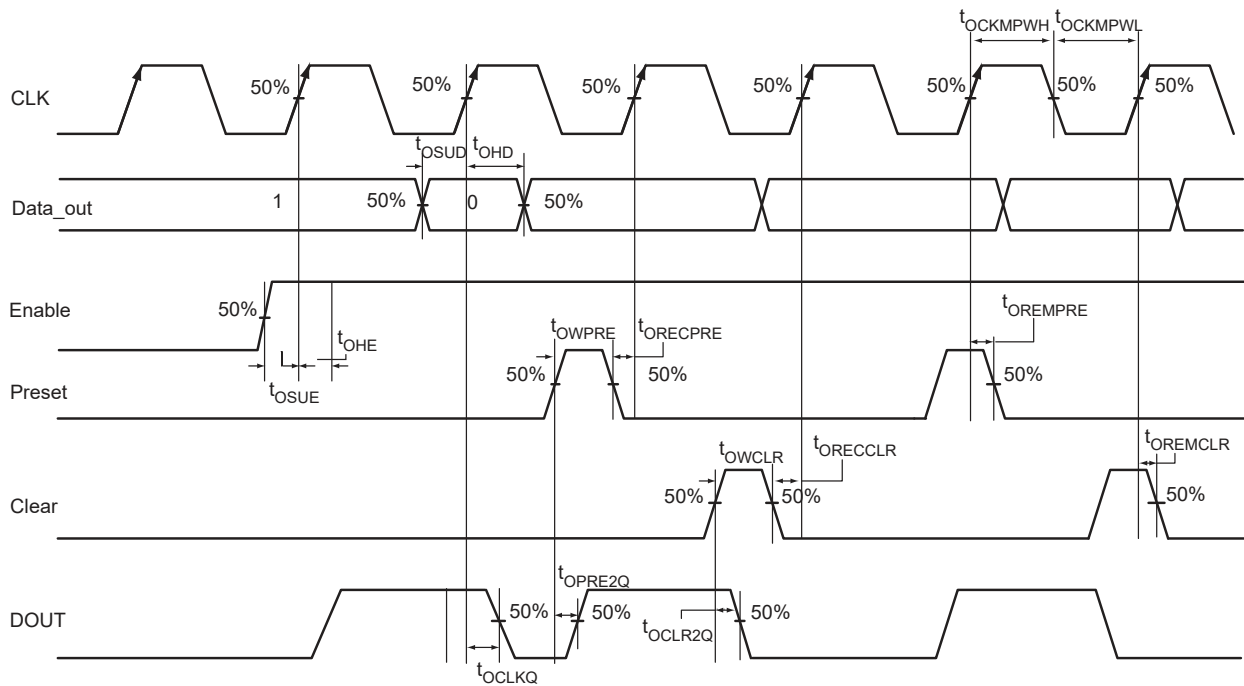 tOCKMPWH tOCKMPWL
CLK 50% 50% 50% 50% 50% 50% 50%
tOSUD tOHD
Data_out 1 50% 0 50%
Enable 50%
tOHE
tOSUE
tOWPRE tORECPRE tOREMPRE
Preset 50% 50% 50%
tOWCLR tORECCLR tOREMCLR
Clear 50% 50% 50%
tOPRE2Q
DOUT 50% 50% tOCLR2Q 50%
tOCLKQ